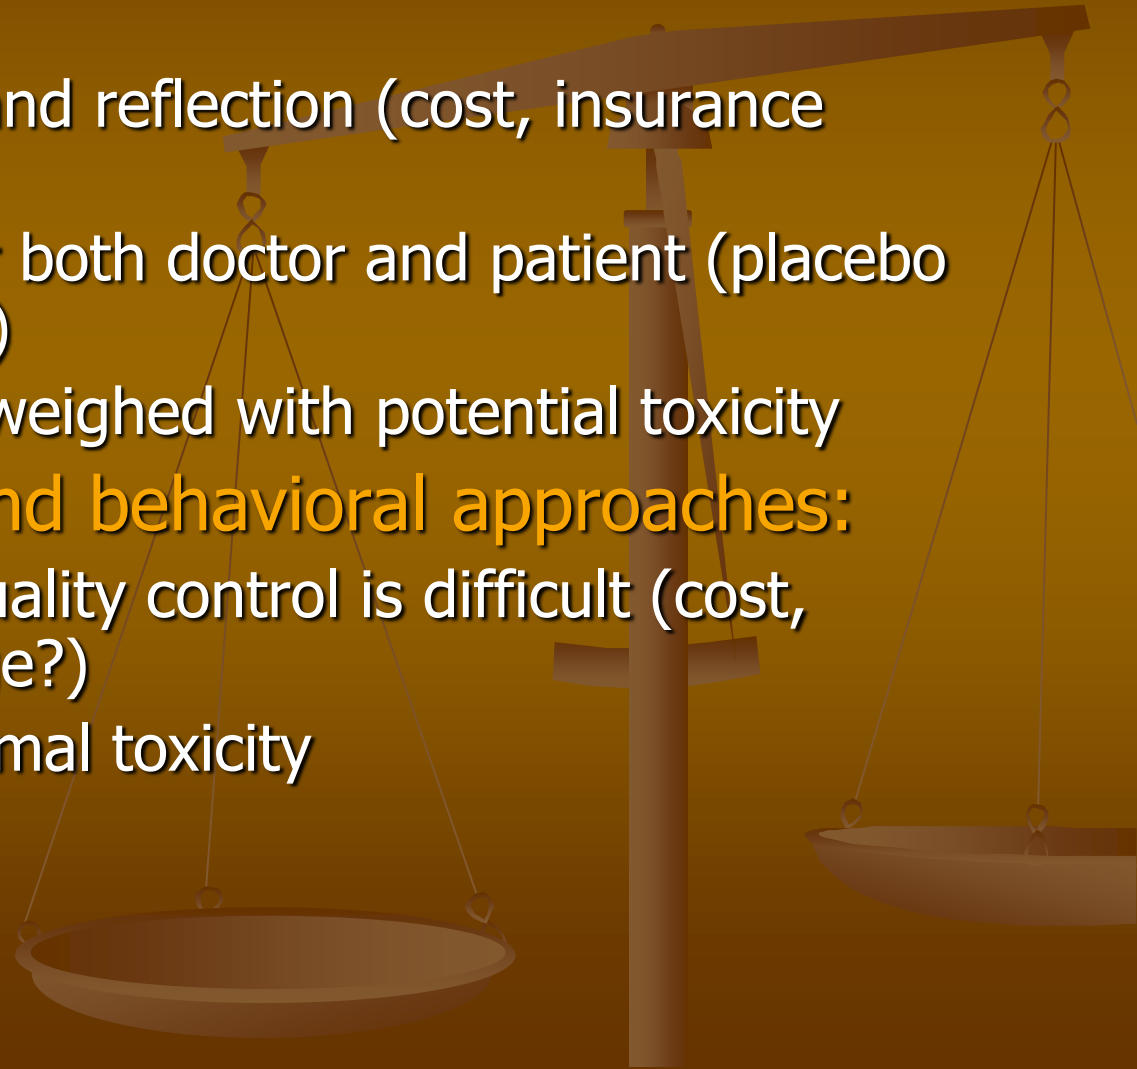 nd reflection (cost, insurance
both doctor and patient (placebo
)
weighed with potential toxicity
nd behavioral approaches:
uality control is difficult (cost,
e?)
mal toxicity